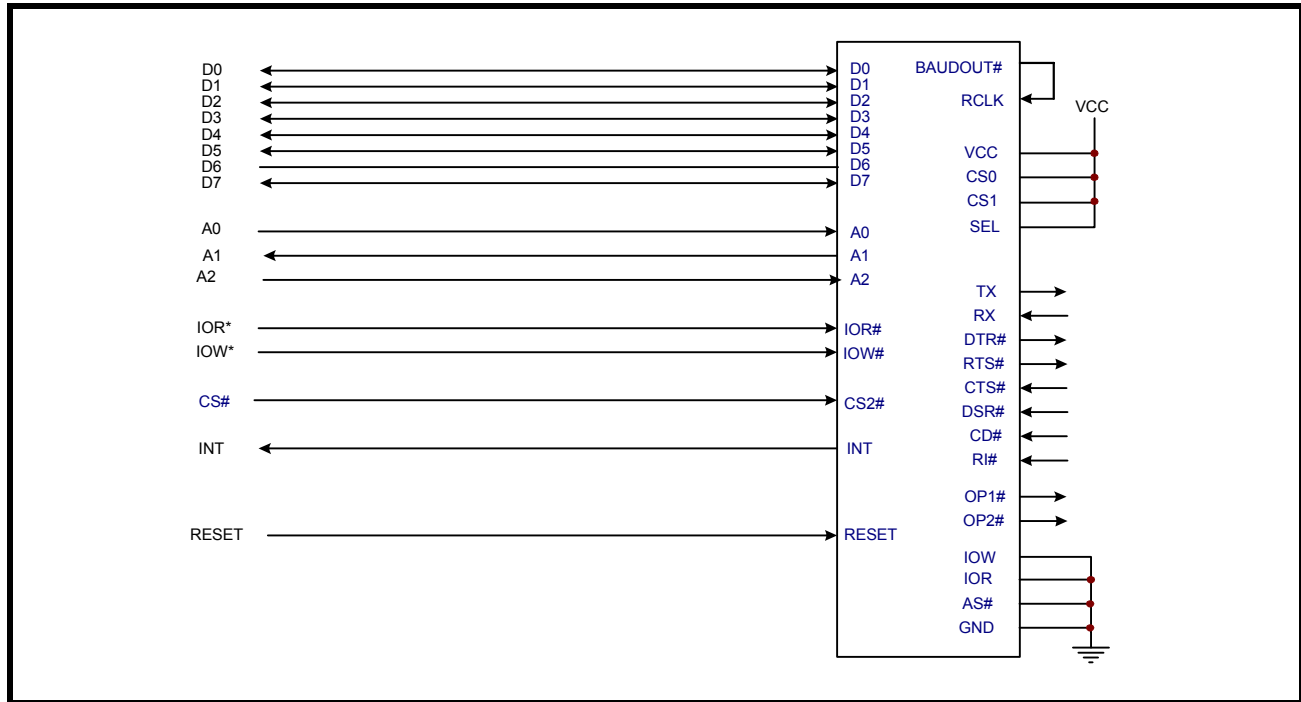 D0
D1
D2
D3
D4
D5
D6
D7
A0
A1
A2
IOR*
IOW*
CS#
INT
RESET
D0
D1
D2
D3
D4
D5
D6
D7
A0
A1
A2
IOR#
IOW#
CS2#
INT
RESET
BAUDOUT#
RCLK
VCC
CS0
CS1
SEL
TX
RX
DTR#
RTS#
CTS#
DSR#
CD#
RI#
OP1#
OP2#
IOW
IOR
AS#
GND
VCC